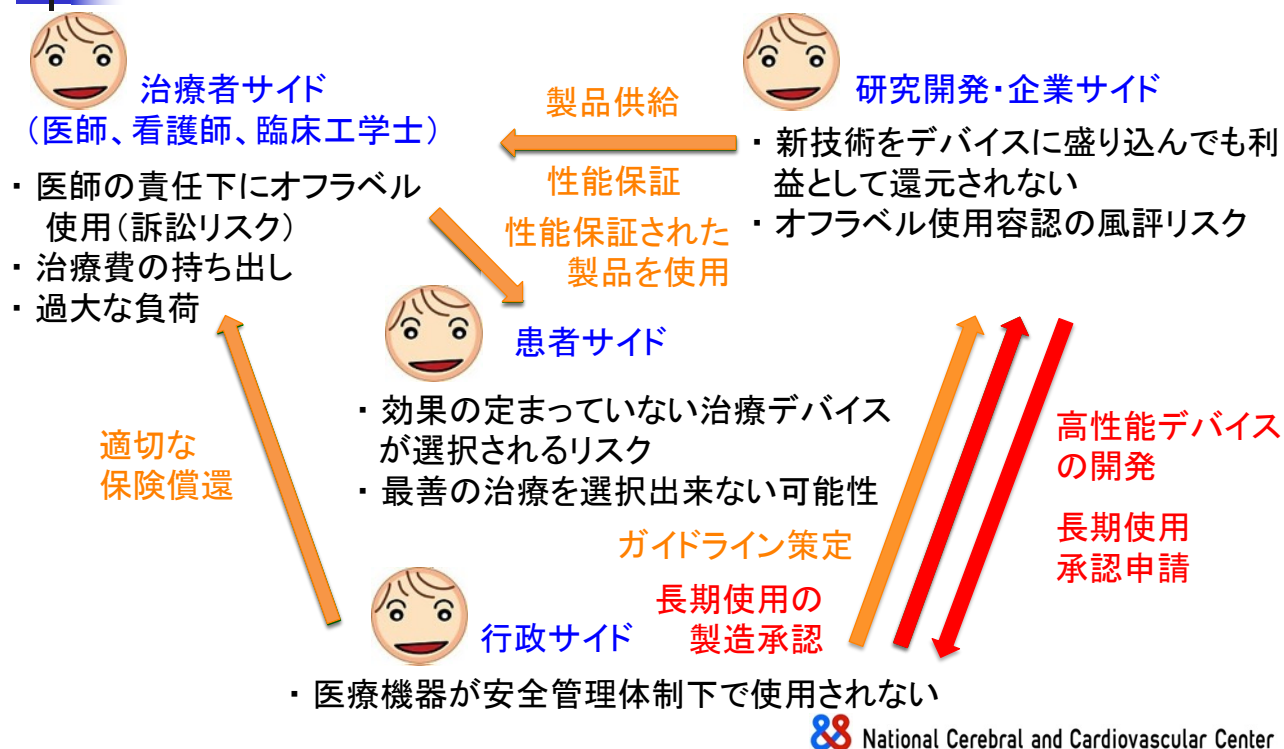 治療者サイド
（医師、看護師、臨床工学士）
・医師の責任下にオフラベル
使用（訴訟リスク）
・治療費の持ち出し
・過大な負荷
製品供給
性能保証
性能保証された
製品を使用
研究開発・企業サイド
・新技術をデバイスに盛り込んでも利
益として還元されない
・オフラベル使用容認の風評リスク
患者サイド
・効果の定まっていない治療デバイス
が選択されるリスク
・最善の治療を選択出来ない可能性
適切な
保険償還
ガイドライン策定
長期使用の
製造承認
高性能デバイス
の開発
長期使用
承認申請
行政サイド
・医療機器が安全管理体制下で使用されない
National Cerebral and Cardiovascular Center